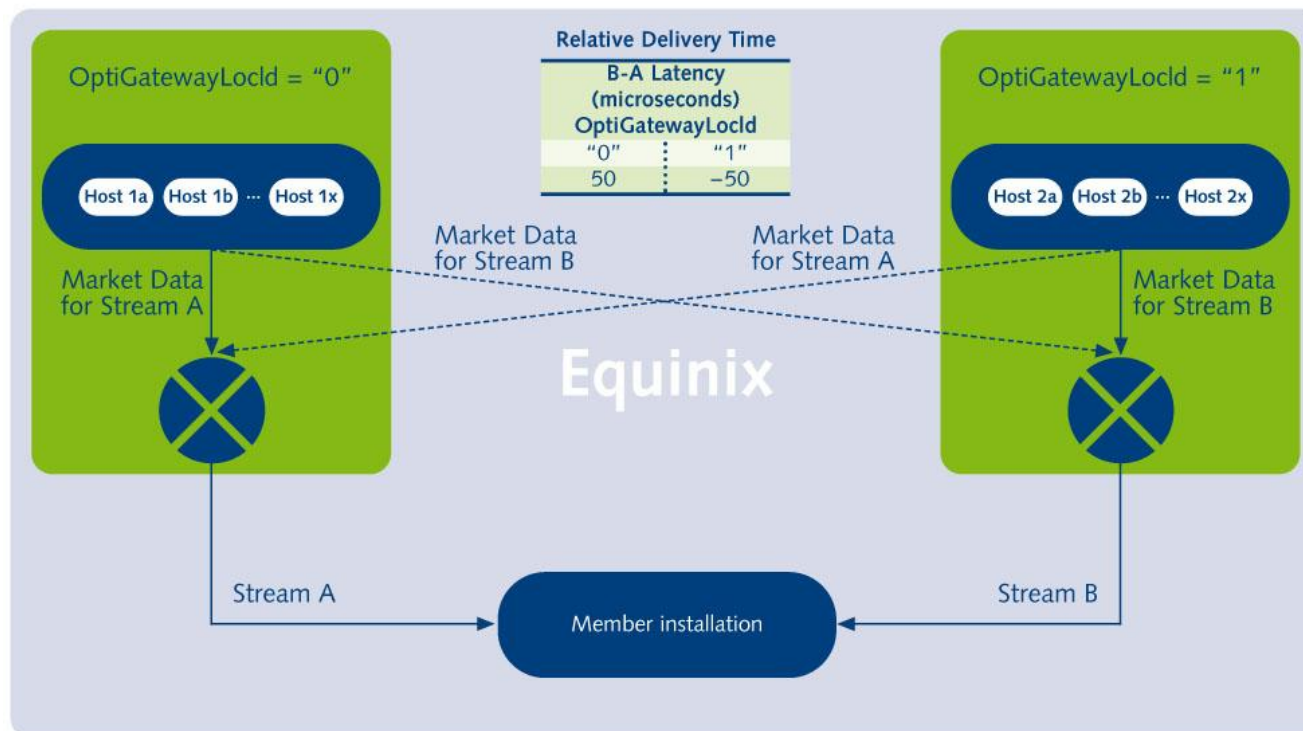 OptiGatewayLocId = “0”
Host 1a
Host 1b
...
Host 1x
Market Data
for Stream A
Market Data
for Stream B
Relative Delivery Time
B-A Latency
(microseconds)
OptiGatewayLocId
“0” “1”
50 –50
Market Data
for Stream A
OptiGatewayLocId = “1”
Host 2a
Host 2b
...
Host 2x
Market Data
for Stream B
Equinix
Stream A
Member installation
Stream B